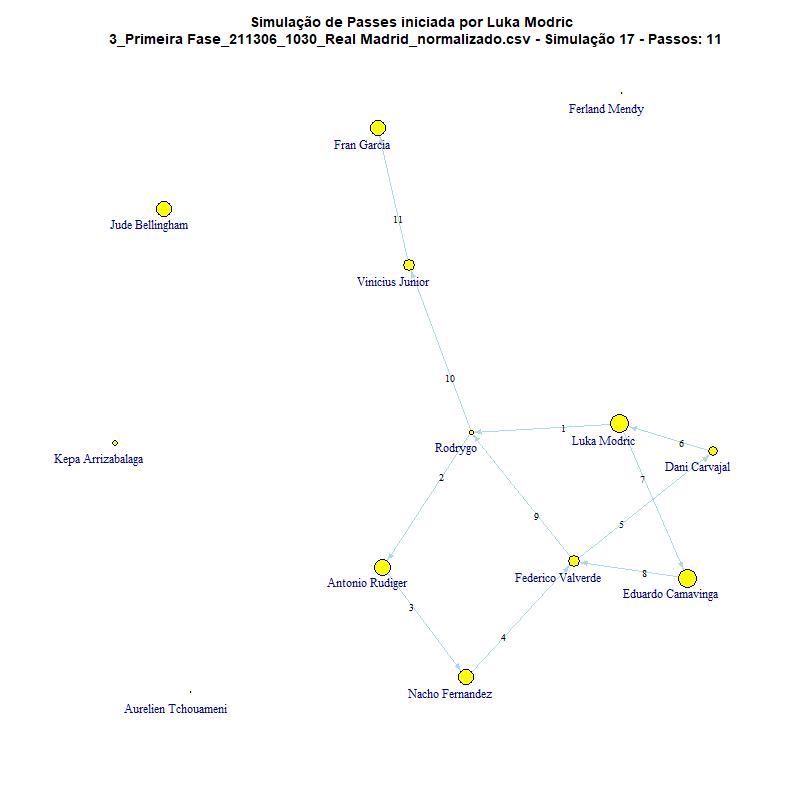 Simulação de Passes iniciada por Luka Modric
3_Primeira Fase_211306_1030_Real Madrid_normalizado.csv - Simulação 17 - Passos: 11
Ferland Mendy
Fran Garcia
Jude Bellingham
11
Vinicius Junior
10
1
Luka Modric
6
Rodrygo
Kepa Arrizabalaga
Dani Carvajal
2
7
9
5
8
Antonio Rudiger
Federico Valverde
Eduardo Camavinga
3
4
Nacho Fernandez
Aurelien Tchouameni